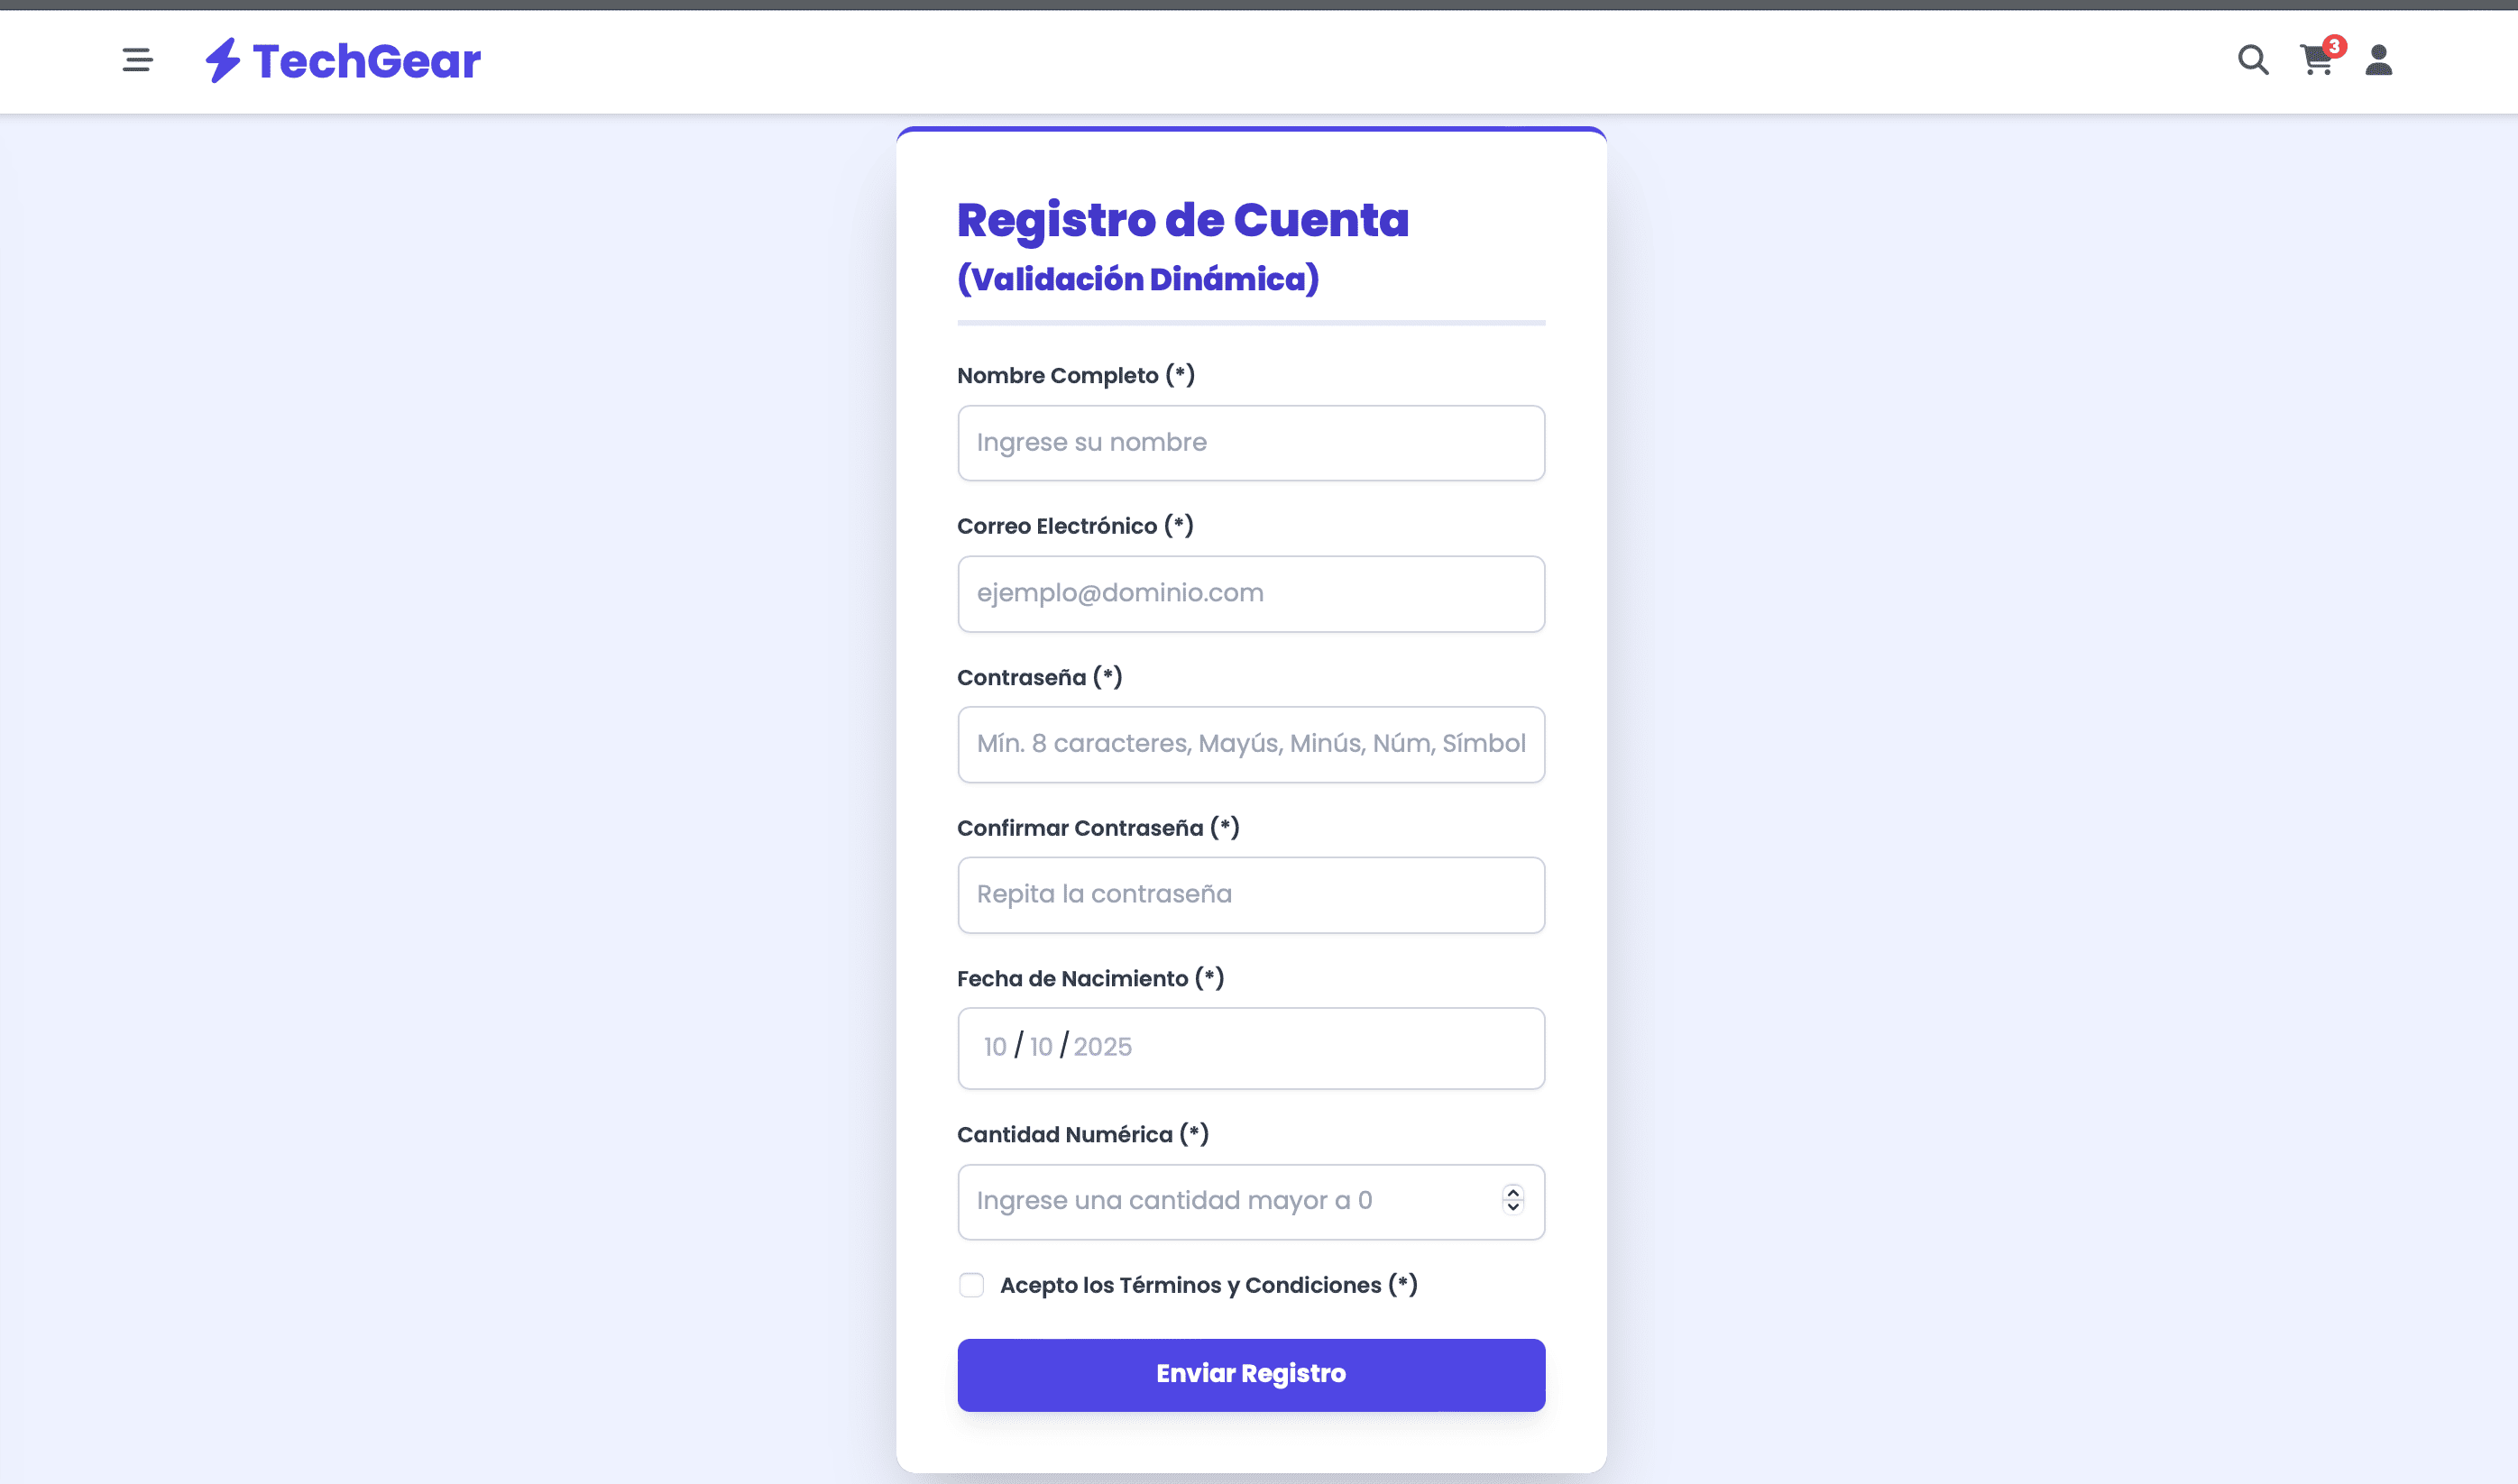 TechGear
3
Registro de Cuenta
(Validación Dinámica)
Nombre Completo (*)
Ingrese su nombre
Correo Electrónico (*)
ejemplo@dominio.com
Contraseña (*)
Mín. 8 caracteres, Mayús, Minús, Núm, Símbol
Confirmar Contraseña (*)
Repita la contraseña
Fecha de Nacimiento (*)
10 / 10 / 2025
Cantidad Numérica (*)
Ingrese una cantidad mayor a 0
Acepto los Términos y Condiciones (*)
Enviar Registro